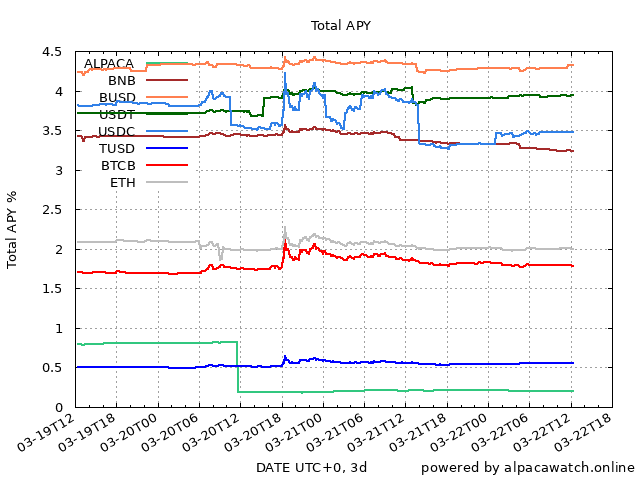 Total APY
Total APY %
4.5
4
3.5
3
2.5
2
1.5
1
0.5
0
ALPACA
BNB
BUSD
USDT
USDC
TUSD
BTCB
ETH
03-19T12
03-19T18
03-20T00
03-20T06
03-20T12
03-20T18
03-21T00
03-21T06
03-21T12
03-21T18
03-22T00
03-22T06
03-22T12
03-22T18
DATE UTC+0, 3d
powered by alpacawatch.online